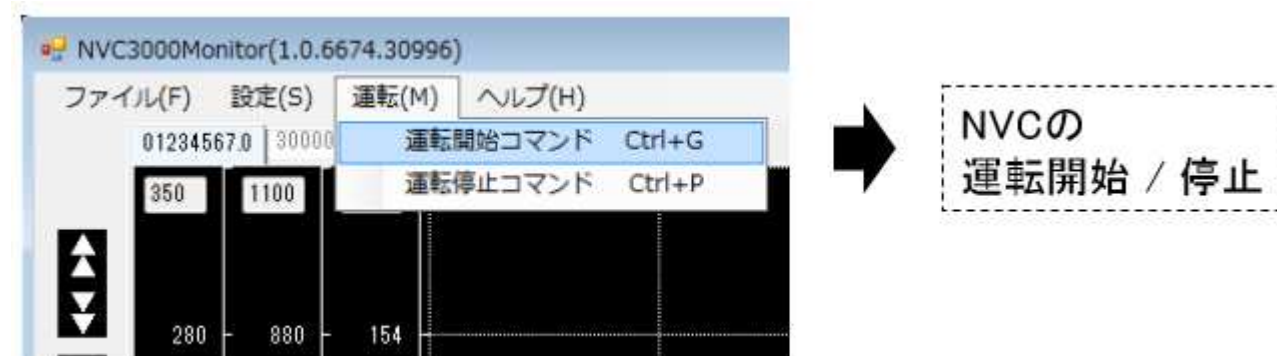 NVC3000Monitor(1.0.6674.30996)
ファイル(F) 設定(S) 運転(M) ヘルプ(H)
01234567.0 30000
運転開始コマンド Ctrl+G
運転停止コマンド Ctrl+P
350 1100
280 880 154
NVCの
運転開始 / 停止